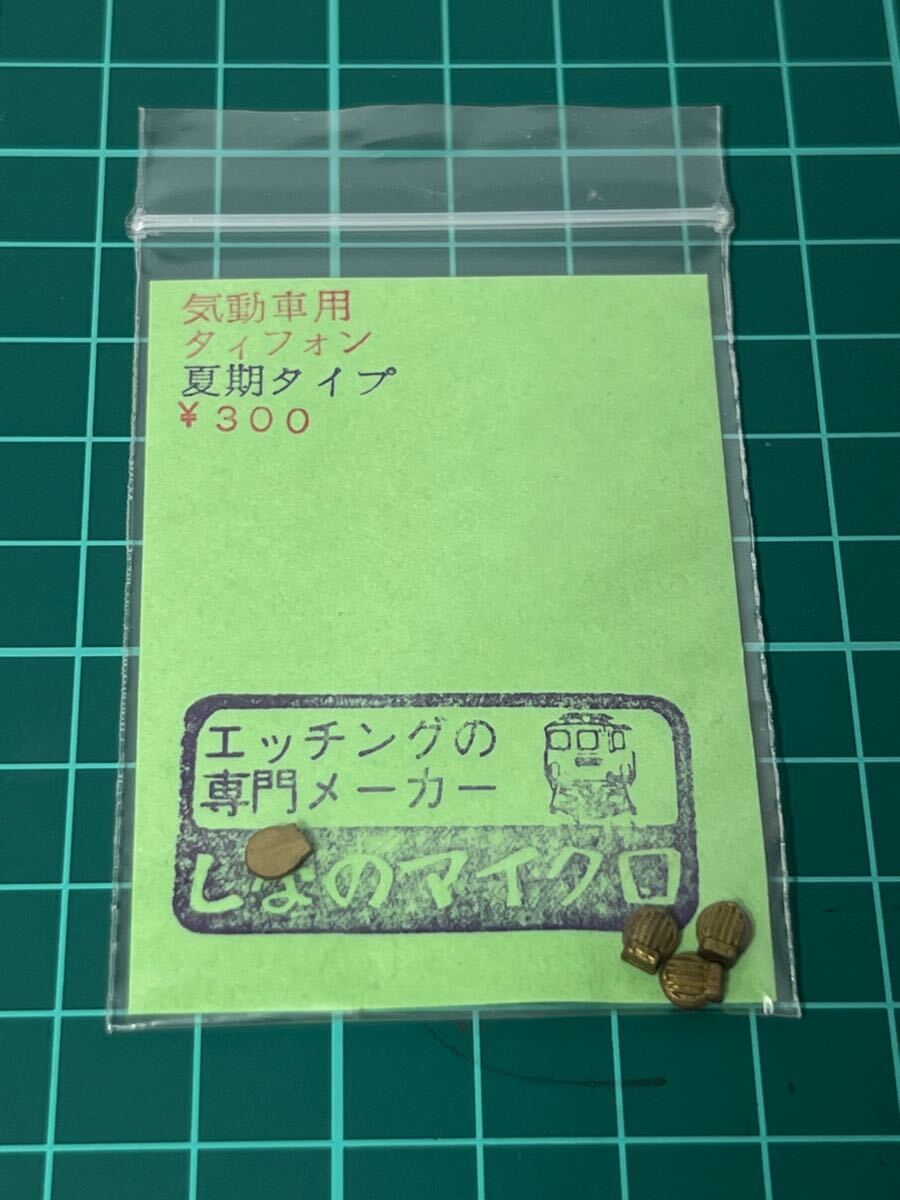 気動車用
タィフォン
夏期タイプ
¥300
エッチングの
専門メーカー
しなのマイクロ